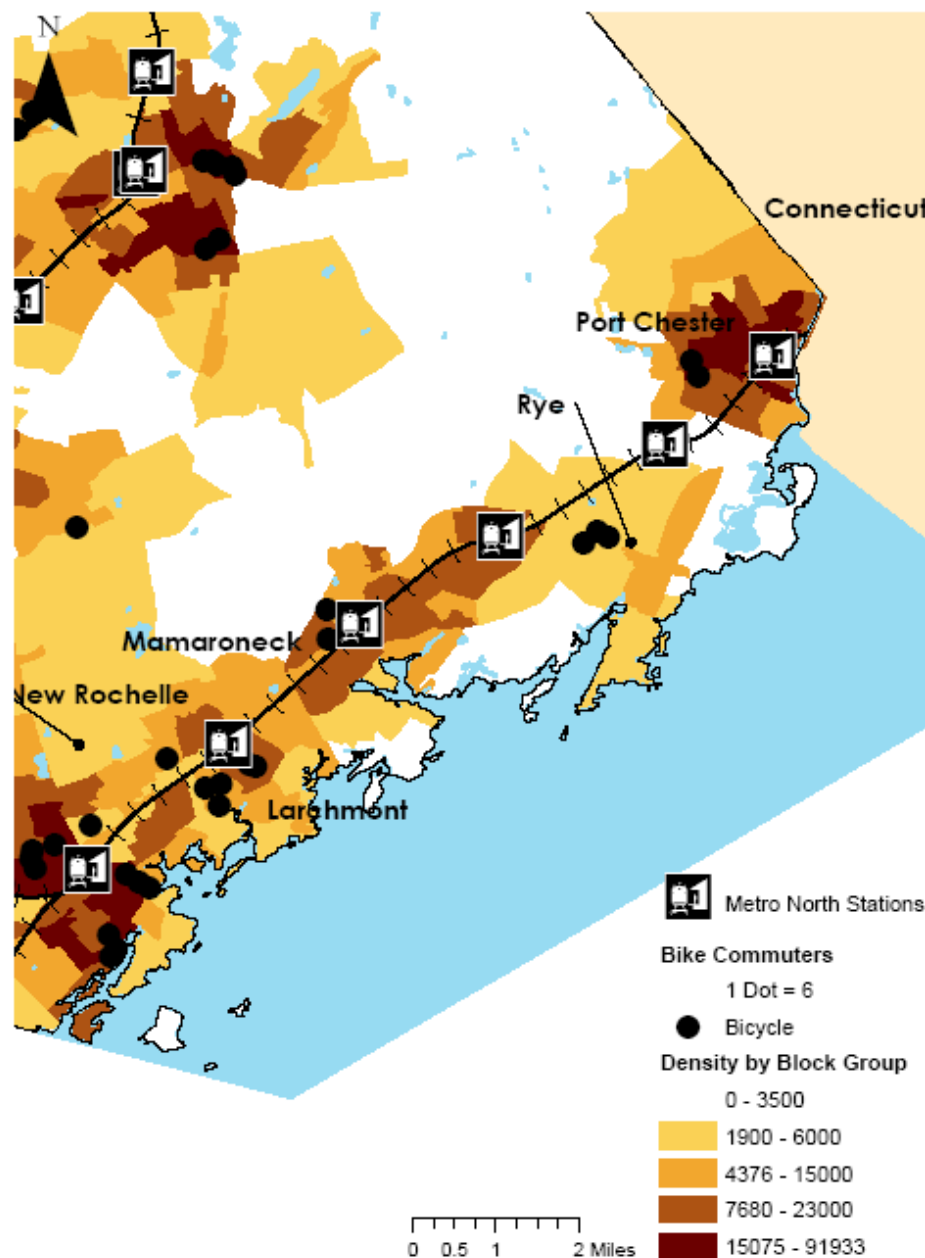 N
Connecticut
Port Chester
Rye
Mamaroneck
New Rochelle
Larchmont
Metro North Stations
Bike Commuters
1 Dot = 6
Bicycle
Density by Block Group
0 - 3500
1900 - 6000
4376 - 15000
7680 - 23000
15075 - 91933
0 0.5 1 2 Miles